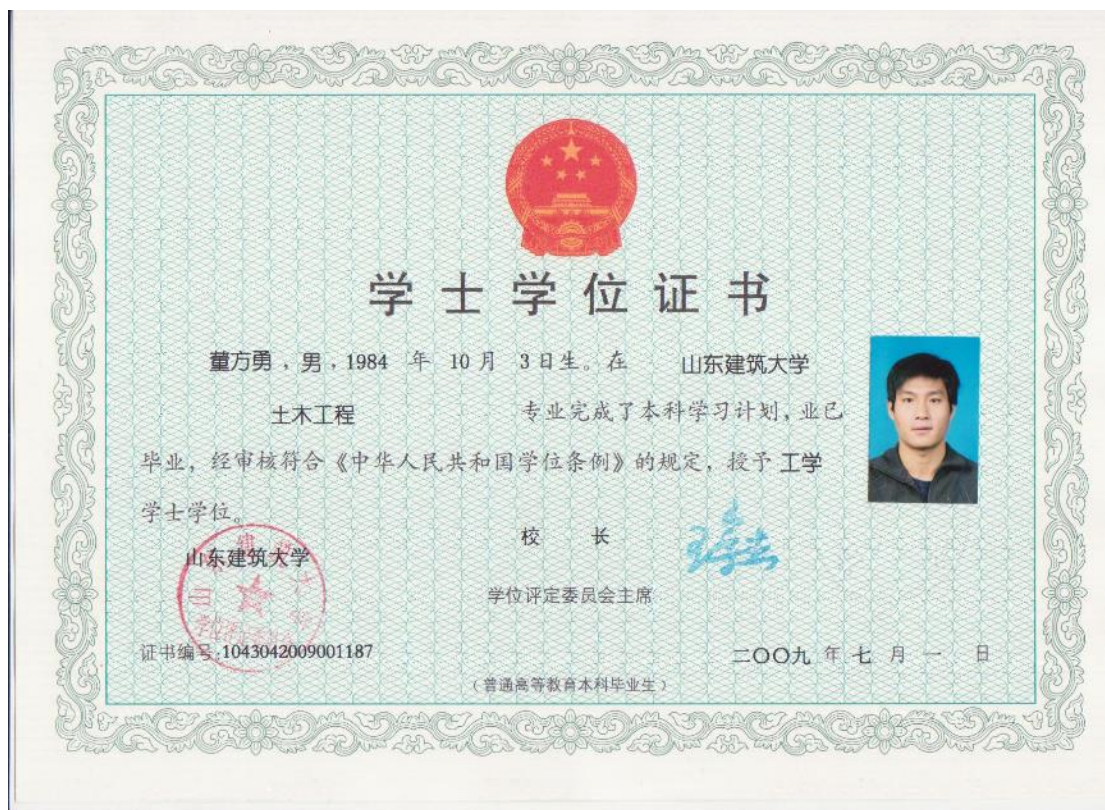 学士学位证书
董方勇，男，1984 年 10 月 3 日生。在 山东建筑大学
土木工程 专业完成了本科学习计划，业已
毕业，经审核符合《中华人民共和国学位条例》的规定，授予 工学
学士学位。
校 长
山东建筑大学
学位评定委员会主席
证书编号:1043042009001187
二〇〇九 年 七 月 一 日
（普通高等教育本科毕业生）